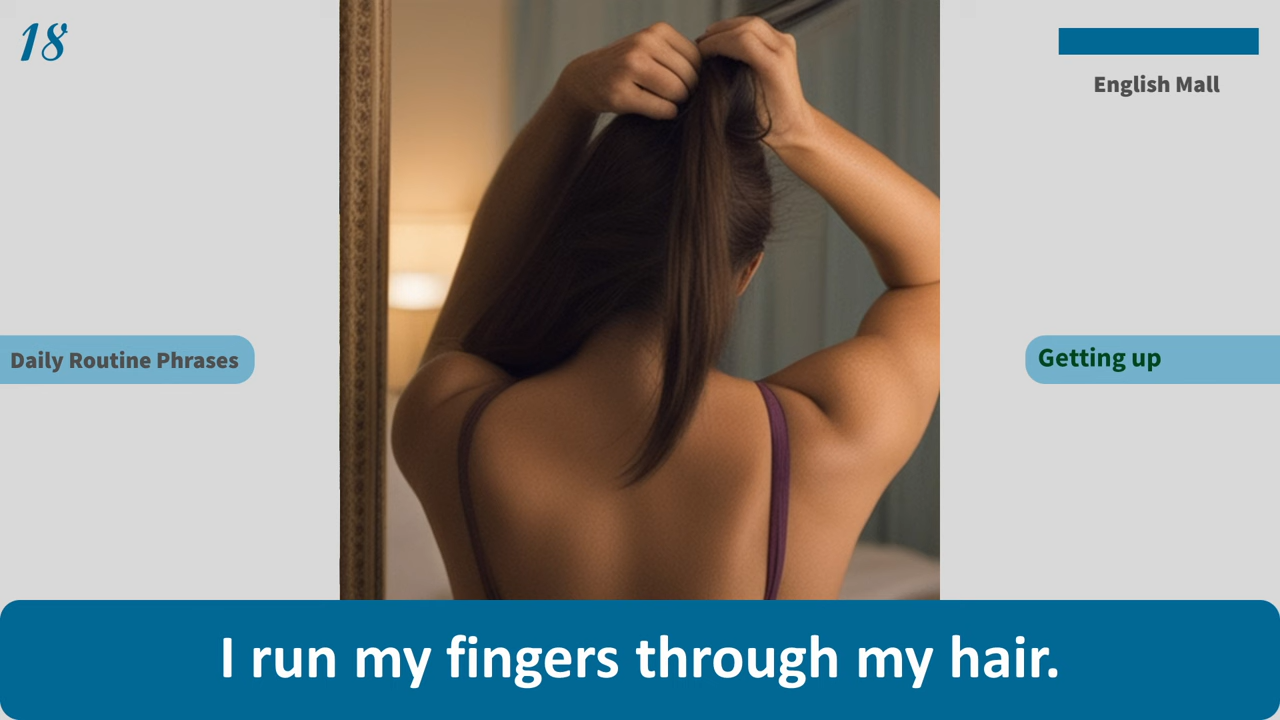 18
English Mall
Daily Routine Phrases
Getting up
I run my fingers through my hair.